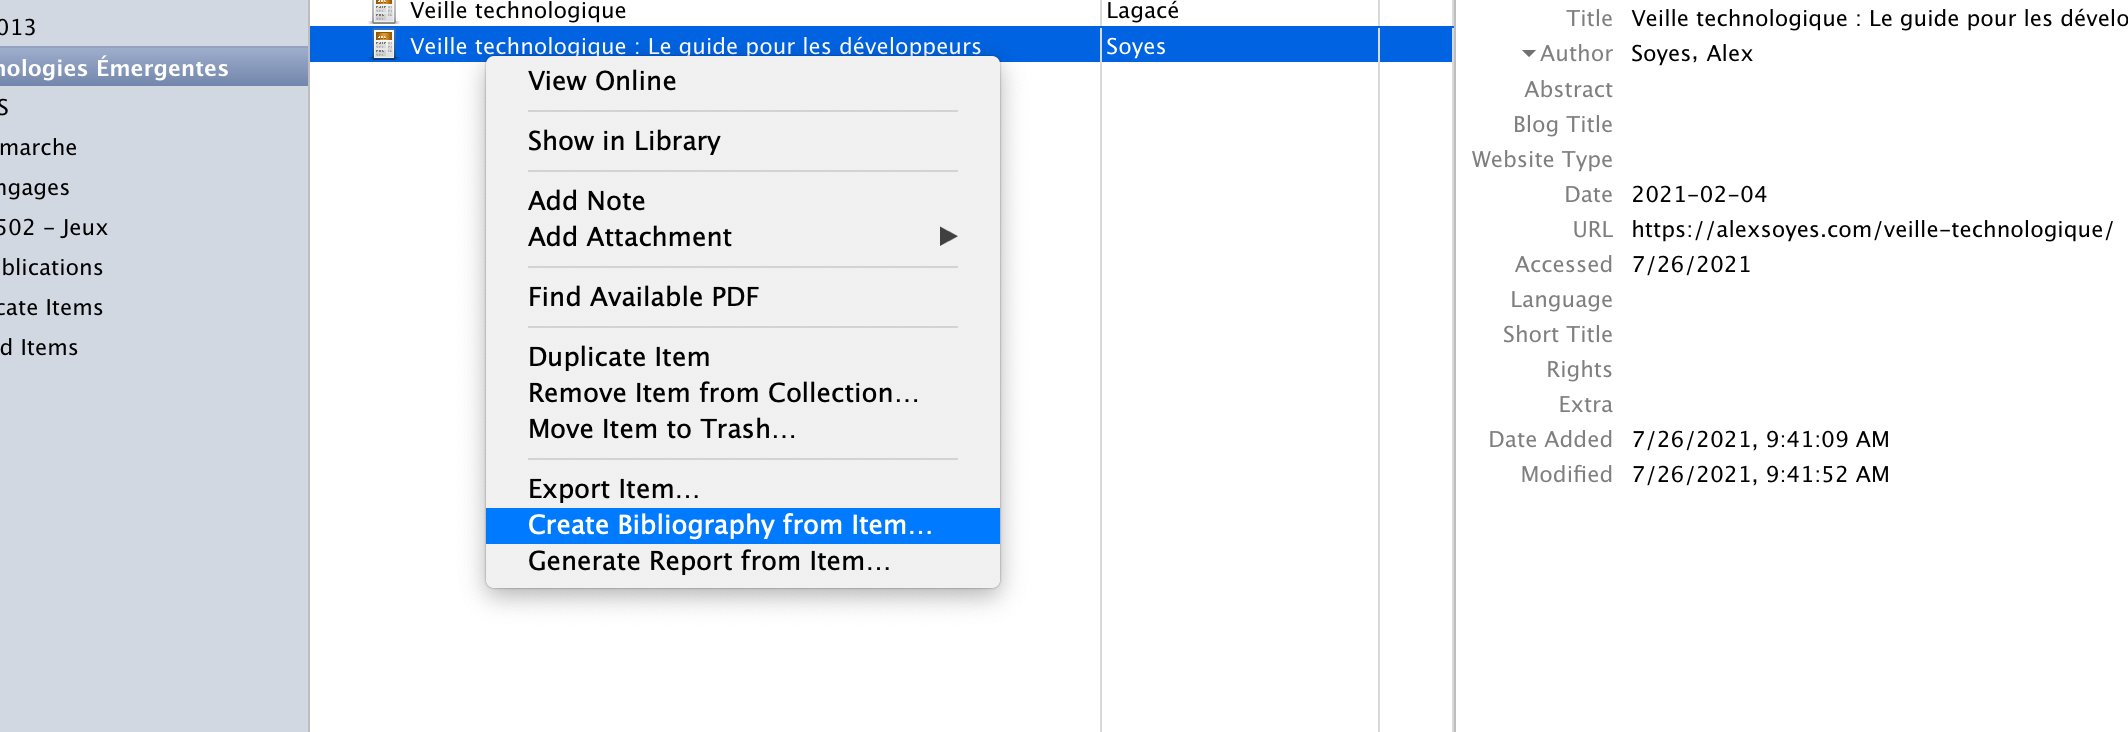 013
nologies Émergentes
S
marche
ngages
502 – Jeux
blications
cate Items
d Items
Veille technologique
Lagacé
Veille technologique : Le guide pour les développeurs
Soyes
View Online
Show in Library
Add Note
Add Attachment
Find Available PDF
Duplicate Item
Remove Item from Collection…
Move Item to Trash…
Export Item…
Create Bibliography from Item…
Generate Report from Item…
Title Veille technologique : Le guide pour les dévelo
Author Soyes, Alex
Abstract
Blog Title
Website Type
Date 2021-02-04
URL https://alexsoyes.com/veille-technologique/
Accessed 7/26/2021
Language
Short Title
Rights
Extra
Date Added 7/26/2021, 9:41:09 AM
Modified 7/26/2021, 9:41:52 AM